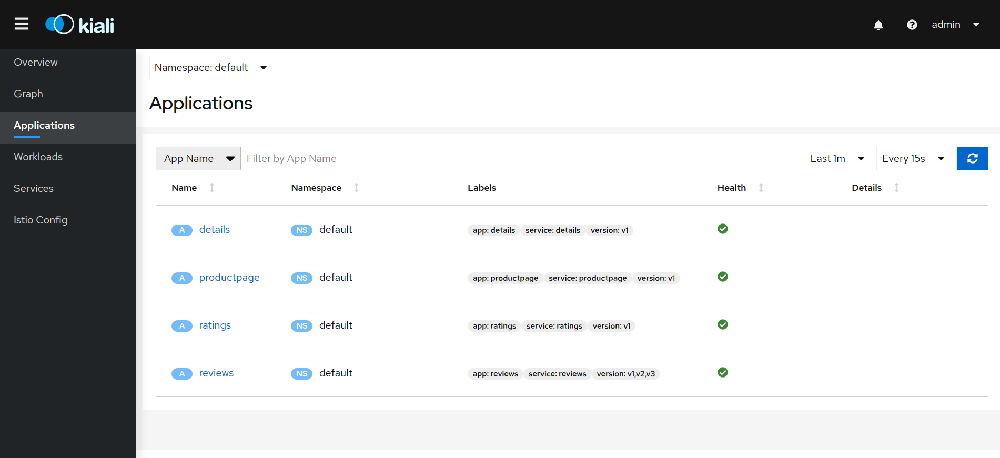 kiali
admin
Overview
Graph
Applications
Workloads
Services
Istio Config
Namespace: default
Applications
App Name Filter by App Name Last 1m Every 15s
Name Namespace Labels Health Details
A details NS default app: details service: details version: v1
A productpage NS default app: productpage service: productpage version: v1
A ratings NS default app: ratings service: ratings version: v1
A reviews NS default app: reviews service: reviews version: v1,v2,v3